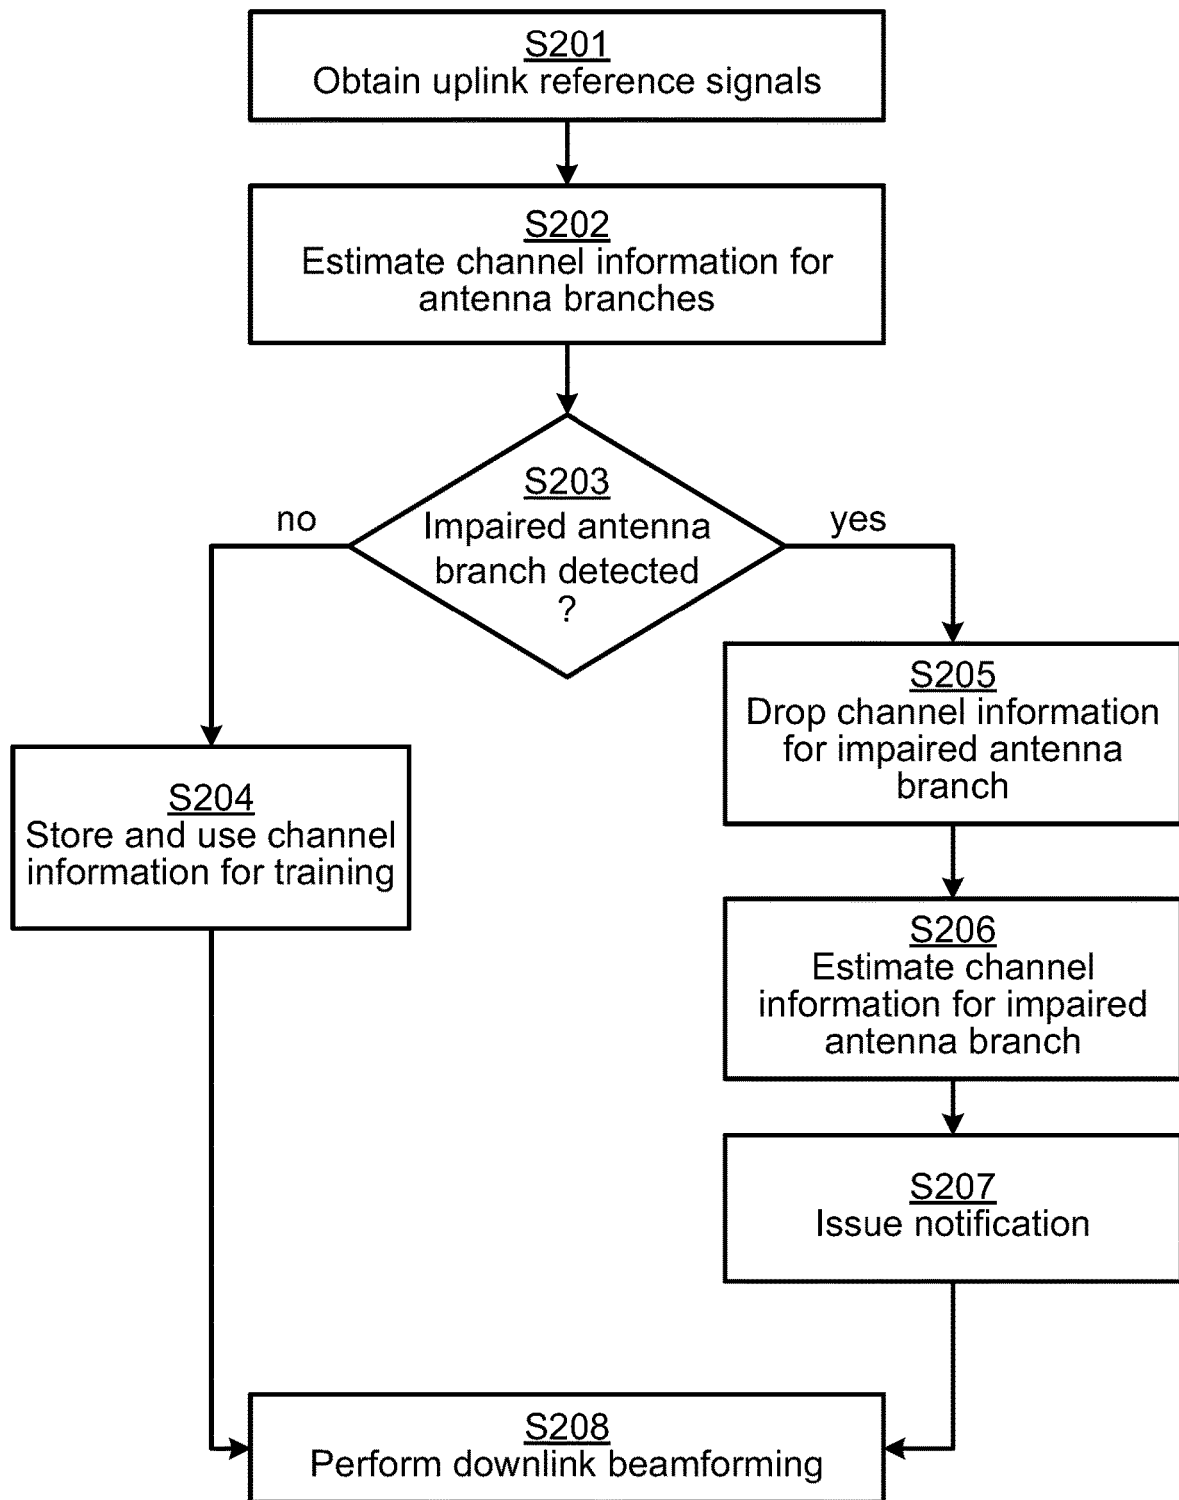 S201
Obtain uplink reference signals
S202
Estimate channel information for
antenna branches
S203
Impaired antenna
branch detected
?
no
yes
S204
Store and use channel
information for training
S205
Drop channel information
for impaired antenna
branch
S206
Estimate channel
information for impaired
antenna branch
S207
Issue notification
S208
Perform downlink beamforming